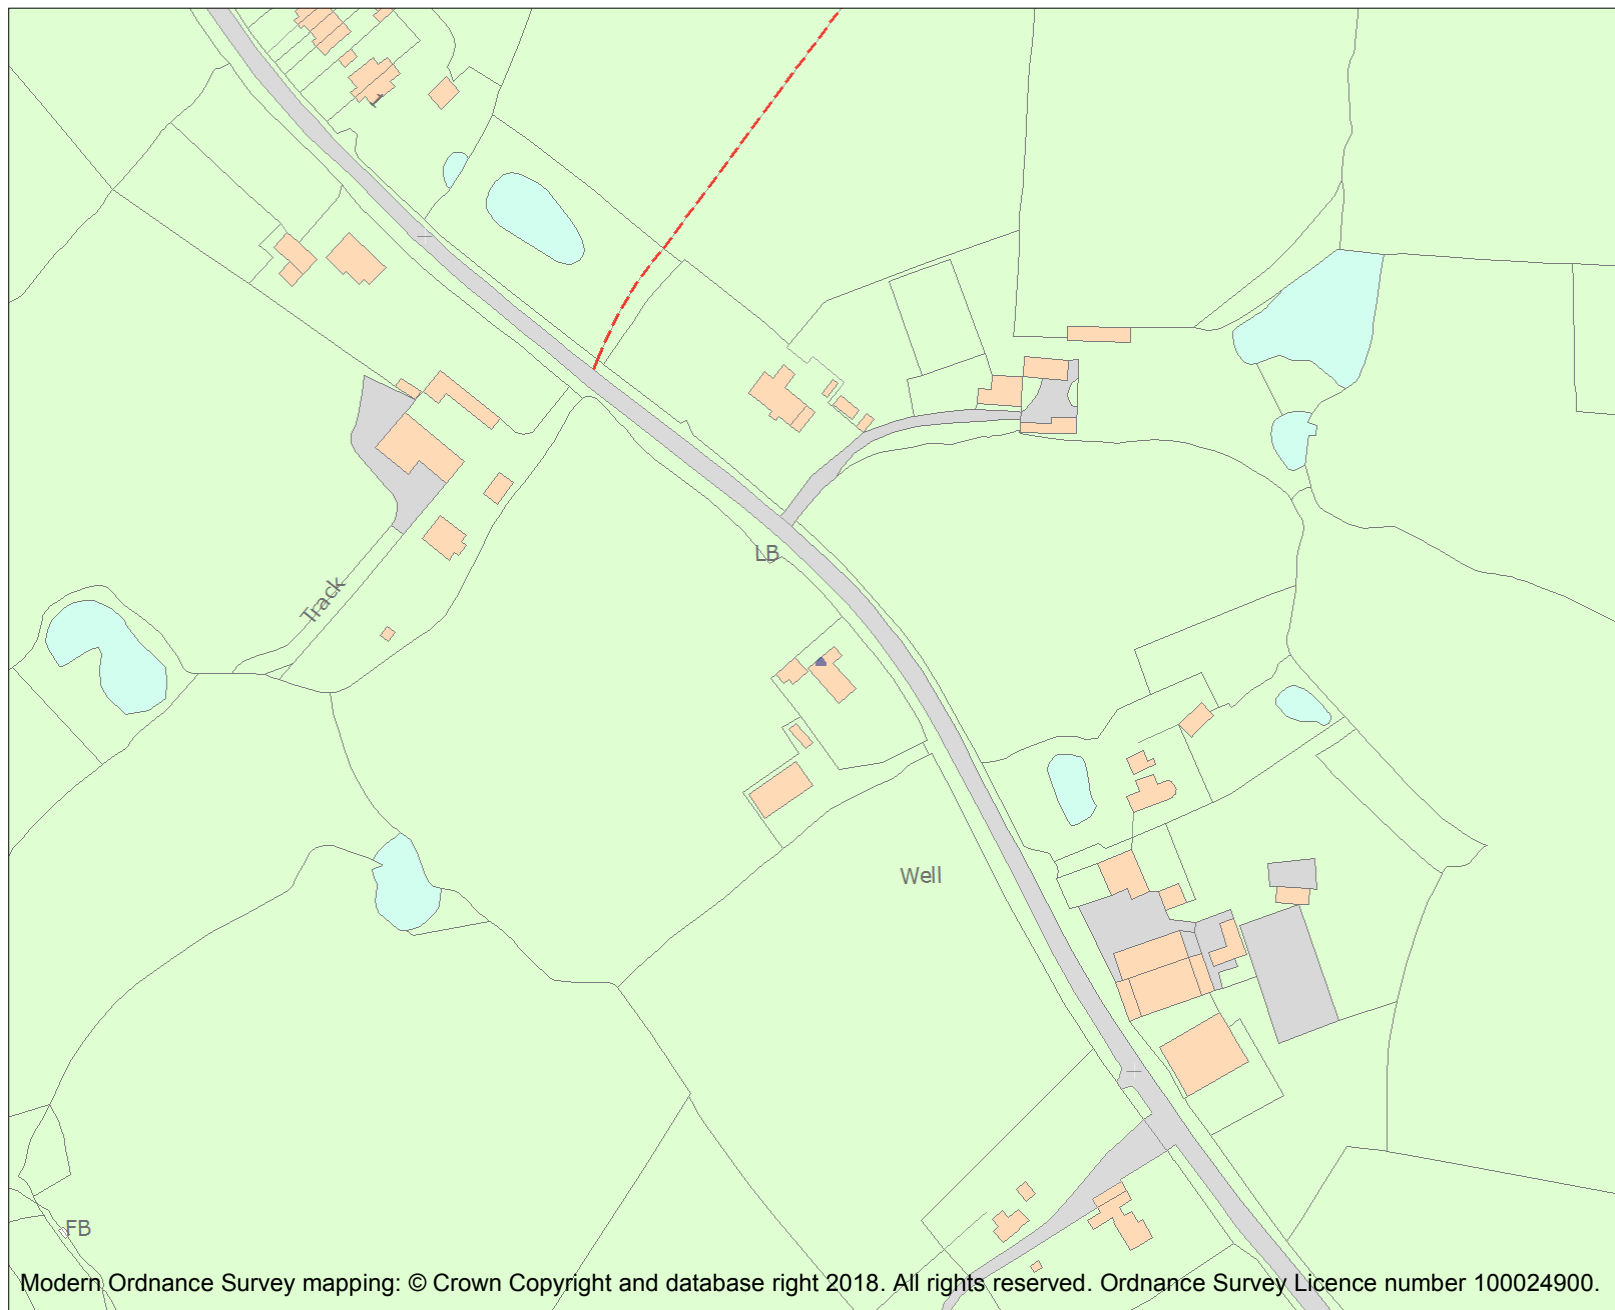 1
LB
Track
Well
FB
Modern Ordnance Survey mapping: © Crown Copyright and database right 2018. All rights reserved. Ordnance Survey Licence number 100024900.